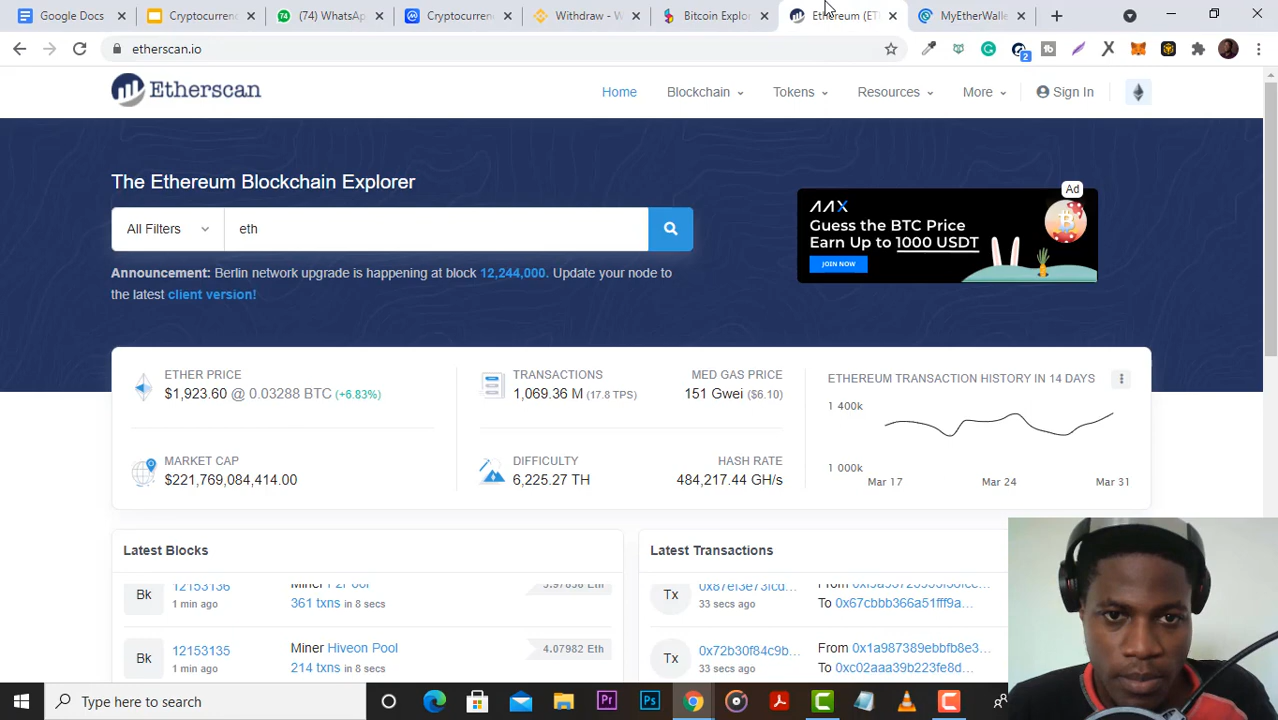 Google Docs
Cryptocurren
(74) WhatsAp
Cryptocurren
Withdraw - W
Bitcoin Explo
Ethereum (ET
MyEtherWalle
etherscan.io
2
Etherscan
Home
Blockchain
Tokens
Resources
More
Sign In
The Ethereum Blockchain Explorer
All Filters
eth
Announcement: Berlin network upgrade is happening at block 12,244,000. Update your node to
the latest client version!
Ad
AAX
Guess the BTC Price
Earn Up to 1000 USDT
JOIN NOW
ETHER PRICE
$1,923.60 @ 0.03288 BTC (+6.83%)
TRANSACTIONS
1,069.36 M (17.8 TPS)
MED GAS PRICE
151 Gwei ($6.10)
ETHEREUM TRANSACTION HISTORY IN 14 DAYS
1 400k
1 000k
Mar 17
Mar 24
Mar 31
MARKET CAP
$221,769,084,414.00
DIFFICULTY
6,225.27 TH
HASH RATE
484,217.44 GH/s
Latest Blocks
Bk
12153136
1 min ago
Miner F2Pool
361 txns in 8 secs
Bk
12153135
1 min ago
Miner Hiveon Pool
214 txns in 8 secs
4.07982 Eth
Latest Transactions
Tx
33 secs ago
From
To 0x67cbbb366a51fff9a...
Tx
0x72b30f84c9b...
33 secs ago
From 0x1a987389ebbfb8e3...
To 0xc02aaa39b223fe8d...
Type here to search
Pr
Ps